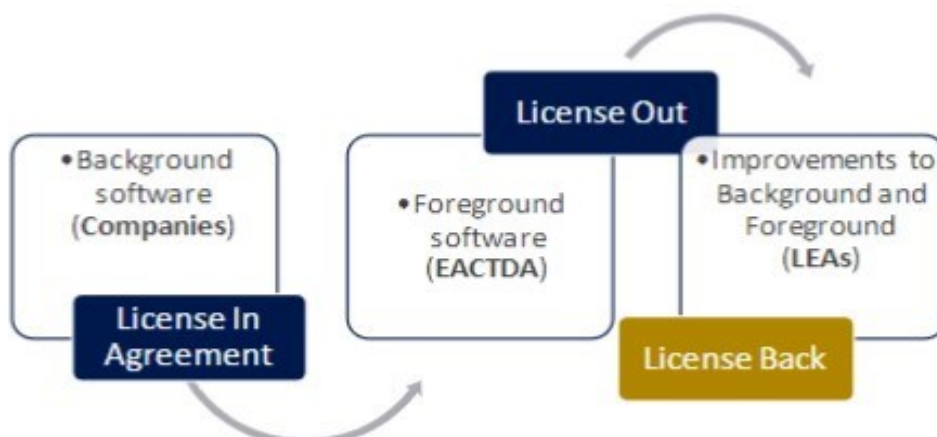 •Background
software
(Companies)
License In
Agreement
License Out
•Foreground
software
(EACTDA)
•Improvements to
Background and
Foreground
(LEAs)
License Back